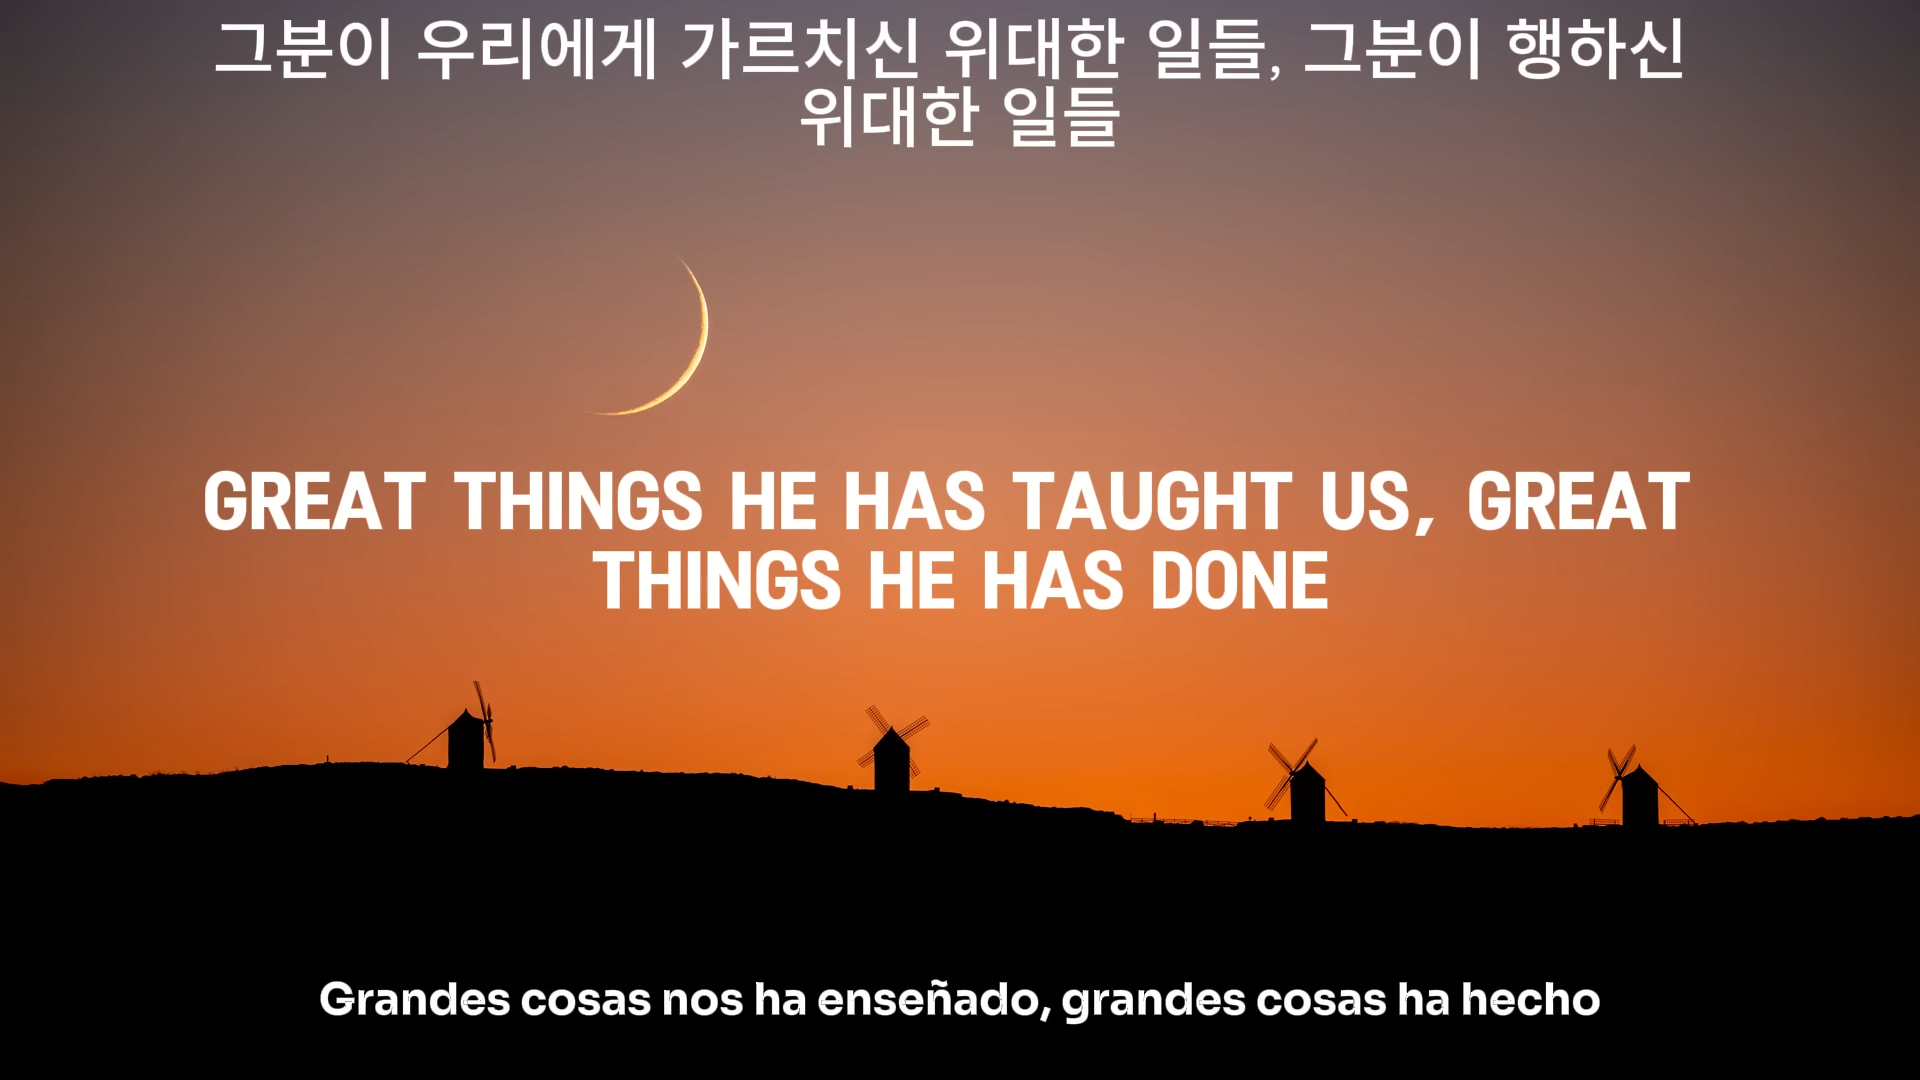 그분이 우리에게 가르치신 위대한 일들, 그분이 행하신
위대한 일들
GREAT THINGS HE HAS TAUGHT US, GREAT
THINGS HE HAS DONE
Grandes cosas nos ha enseñado, grandes cosas ha hecho